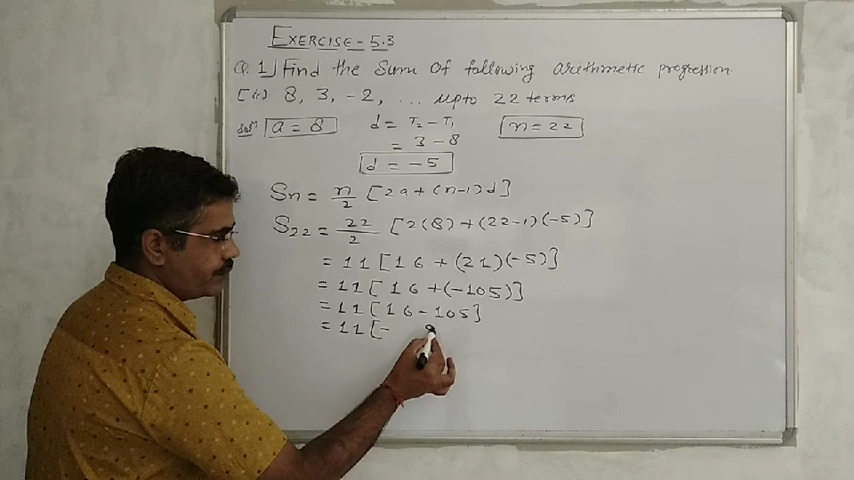 EXERCISE-5.3
Q.1] Find the Sum of following arithmetic progression
(ii) 8, 3, -2, ... upto 22 terms
solⁿ a = 8 d = T₂ - T₁ n = 22
= 3 - 8
d = -5
Sn = n/2 [2a + (n-1)d]
S₂₂ = 22/2 [2(8) + (22-1)(-5)]
= 11 [16 + (21)(-5)]
= 11 [16 + (-105)]
= 11 [16 - 105]
= 11 [-